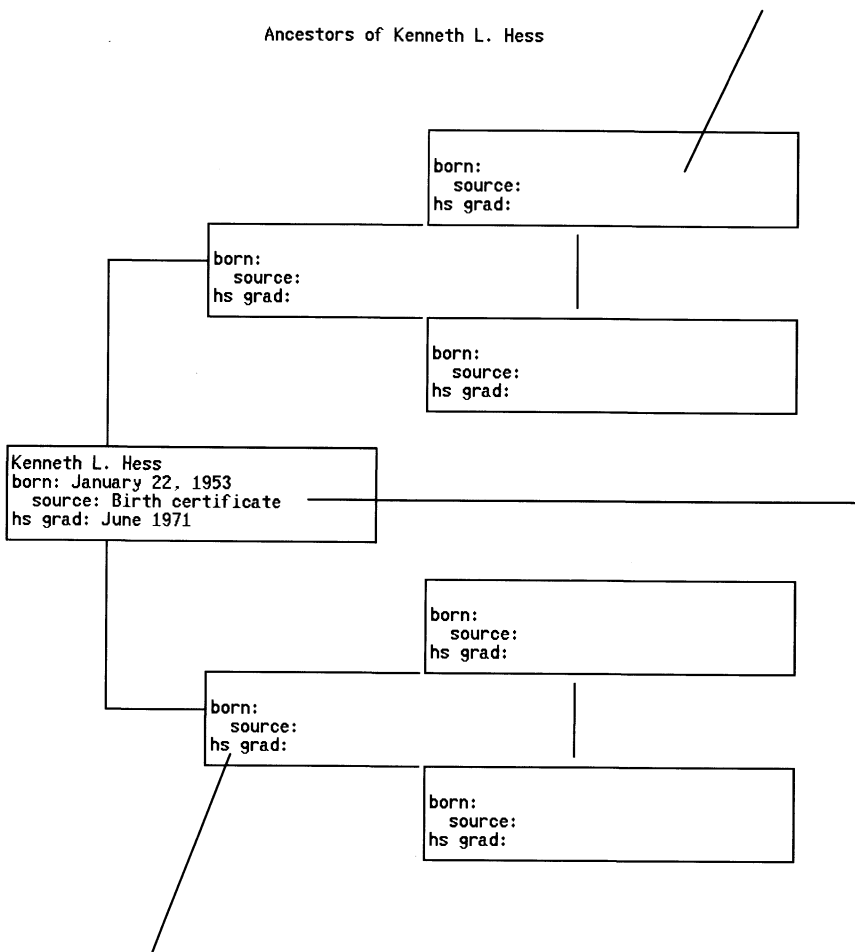 Ancestors of Kenneth L. Hess
born:
source:
hs grad:
born:
source:
hs grad:
born:
source:
hs grad:
Kenneth L. Hess
born: January 22, 1953
source: Birth certificate
hs grad: June 1971
born:
source:
hs grad:
born:
source:
hs grad:
born:
source:
hs grad: